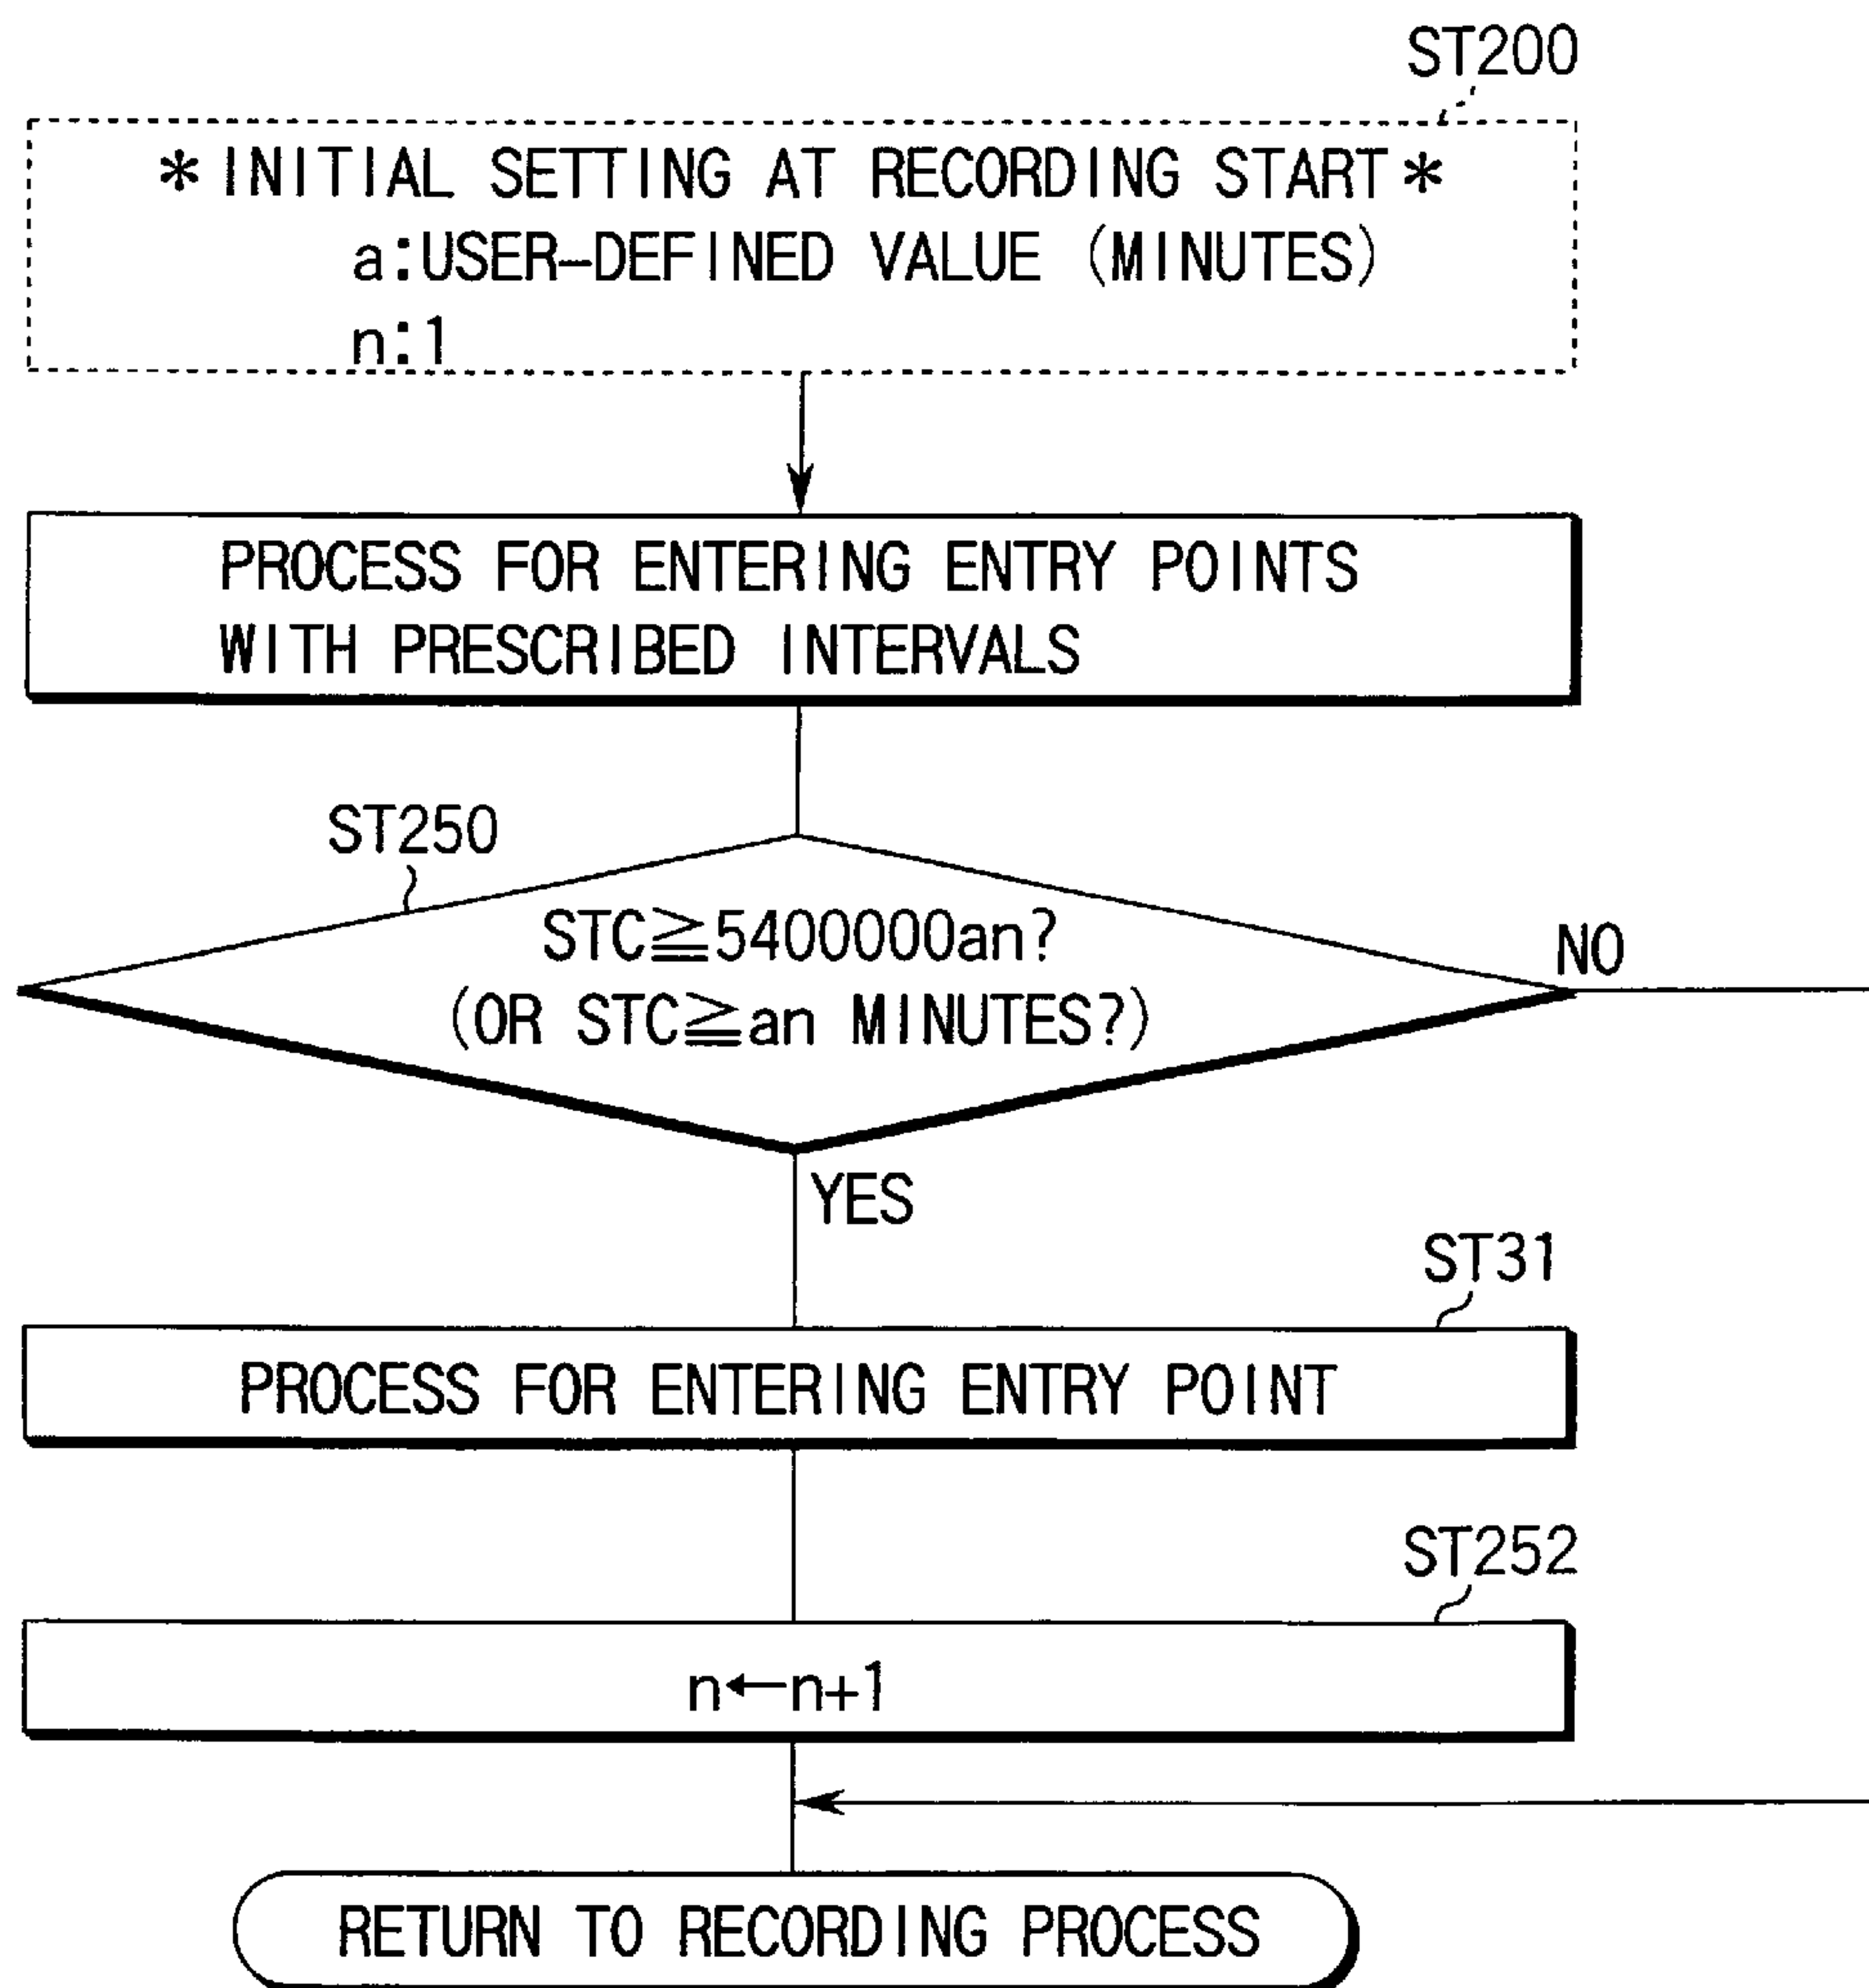 ST200
*INITIAL SETTING AT RECORDING START*
a:USER-DEFINED VALUE (MINUTES)
n:1
PROCESS FOR ENTERING ENTRY POINTS
WITH PRESCRIBED INTERVALS
ST250
STC≧5400000an?
(OR STC≧an MINUTES?)
NO
YES
ST31
PROCESS FOR ENTERING ENTRY POINT
ST252
n←n+1
RETURN TO RECORDING PROCESS